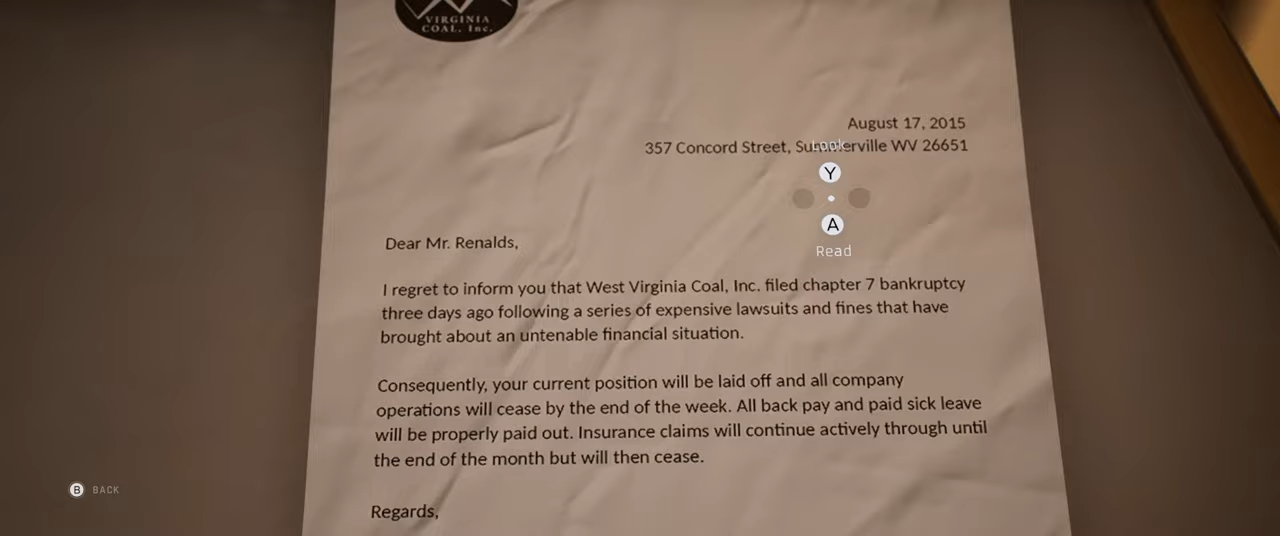 VIRGINIA
COAL, Inc.
August 17, 2015
357 Concord Street, Summerville WV 26651
Look
Y
A
Read
Dear Mr. Renalds,
I regret to inform you that West Virginia Coal, Inc. filed chapter 7 bankruptcy
three days ago following a series of expensive lawsuits and fines that have
brought about an untenable financial situation.
Consequently, your current position will be laid off and all company
operations will cease by the end of the week. All back pay and paid sick leave
will be properly paid out. Insurance claims will continue actively through until
the end of the month but will then cease.
B BACK
Regards,